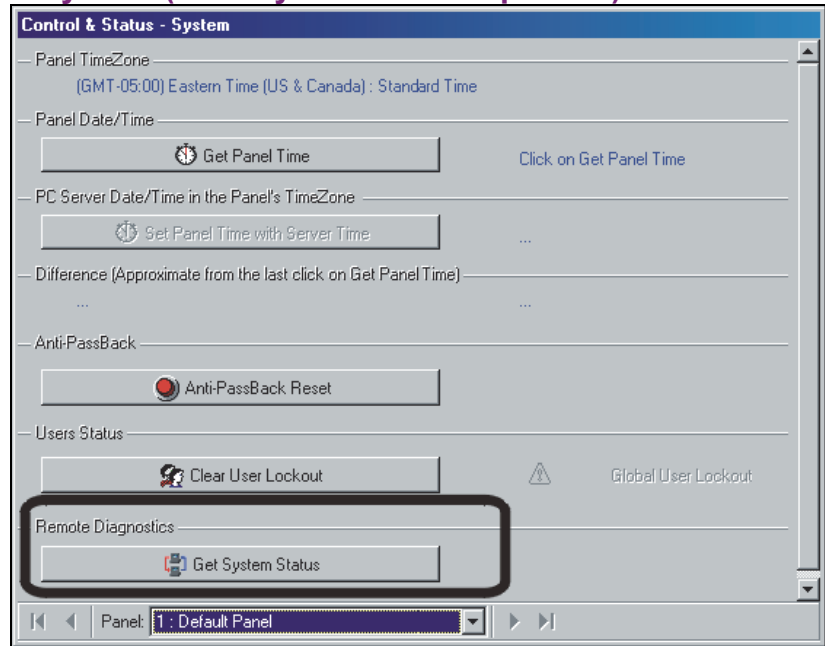 Control & Status - System
Panel TimeZone
(GMT-05:00) Eastern Time (US & Canada) : Standard Time
Panel Date/Time
Get Panel Time Click on Get Panel Time
PC Server Date/Time in the Panel's TimeZone
Set Panel Time with Server Time ...
Difference (Approximate from the last click on Get Panel Time)
... ...
Anti-PassBack
Anti-PassBack Reset
Users Status
Clear User Lockout Global User Lockout
Remote Diagnostics
Get System Status
Panel: 1 : Default Panel